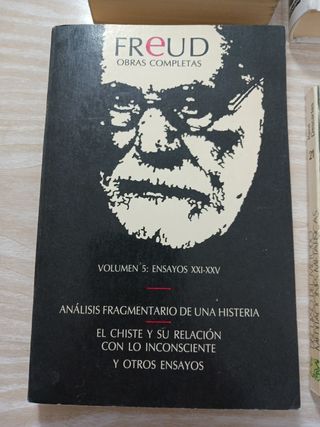 FReUD
OBRAS COMPLETAS
VOLUMEN 5: ENSAYOS XXI-XXV
ANÁLISIS FRAGMENTARIO DE UNA HISTERIA
EL CHISTE Y SU RELACIÓN
CON LO INCONSCIENTE
Y OTROS ENSAYOS